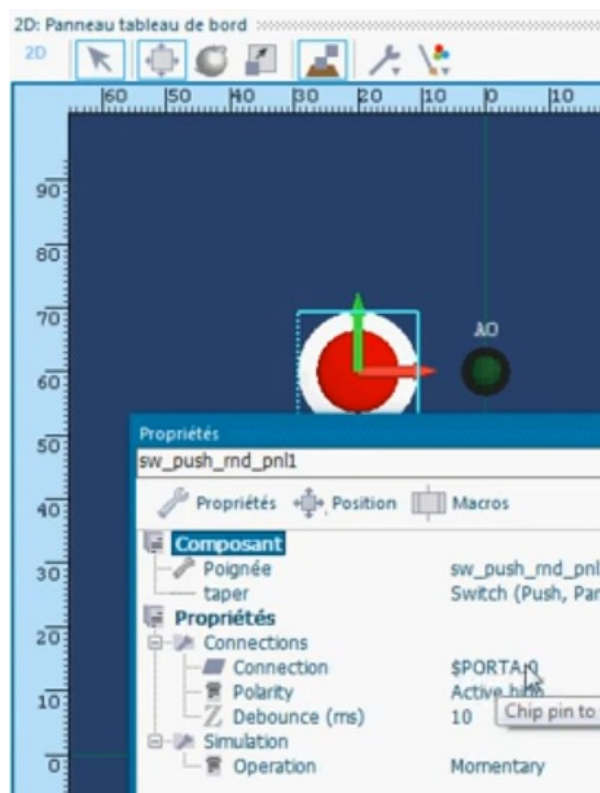 2D: Panneau tableau de bord
2D
60 50 40 30 20 10 0 10
90
80
70
A0
60
50
Propriétés
sw_push_rnd_pnl1
40
Propriétés Position Macros
Composant
30
Poignée sw_push_rnd_pnl
taper Switch (Push, Pan
Propriétés
20
Connections
Connection $PORTA.0
10
Polarity Active high
Debounce (ms) 10 Chip pin to
Simulation
0
Operation Momentary